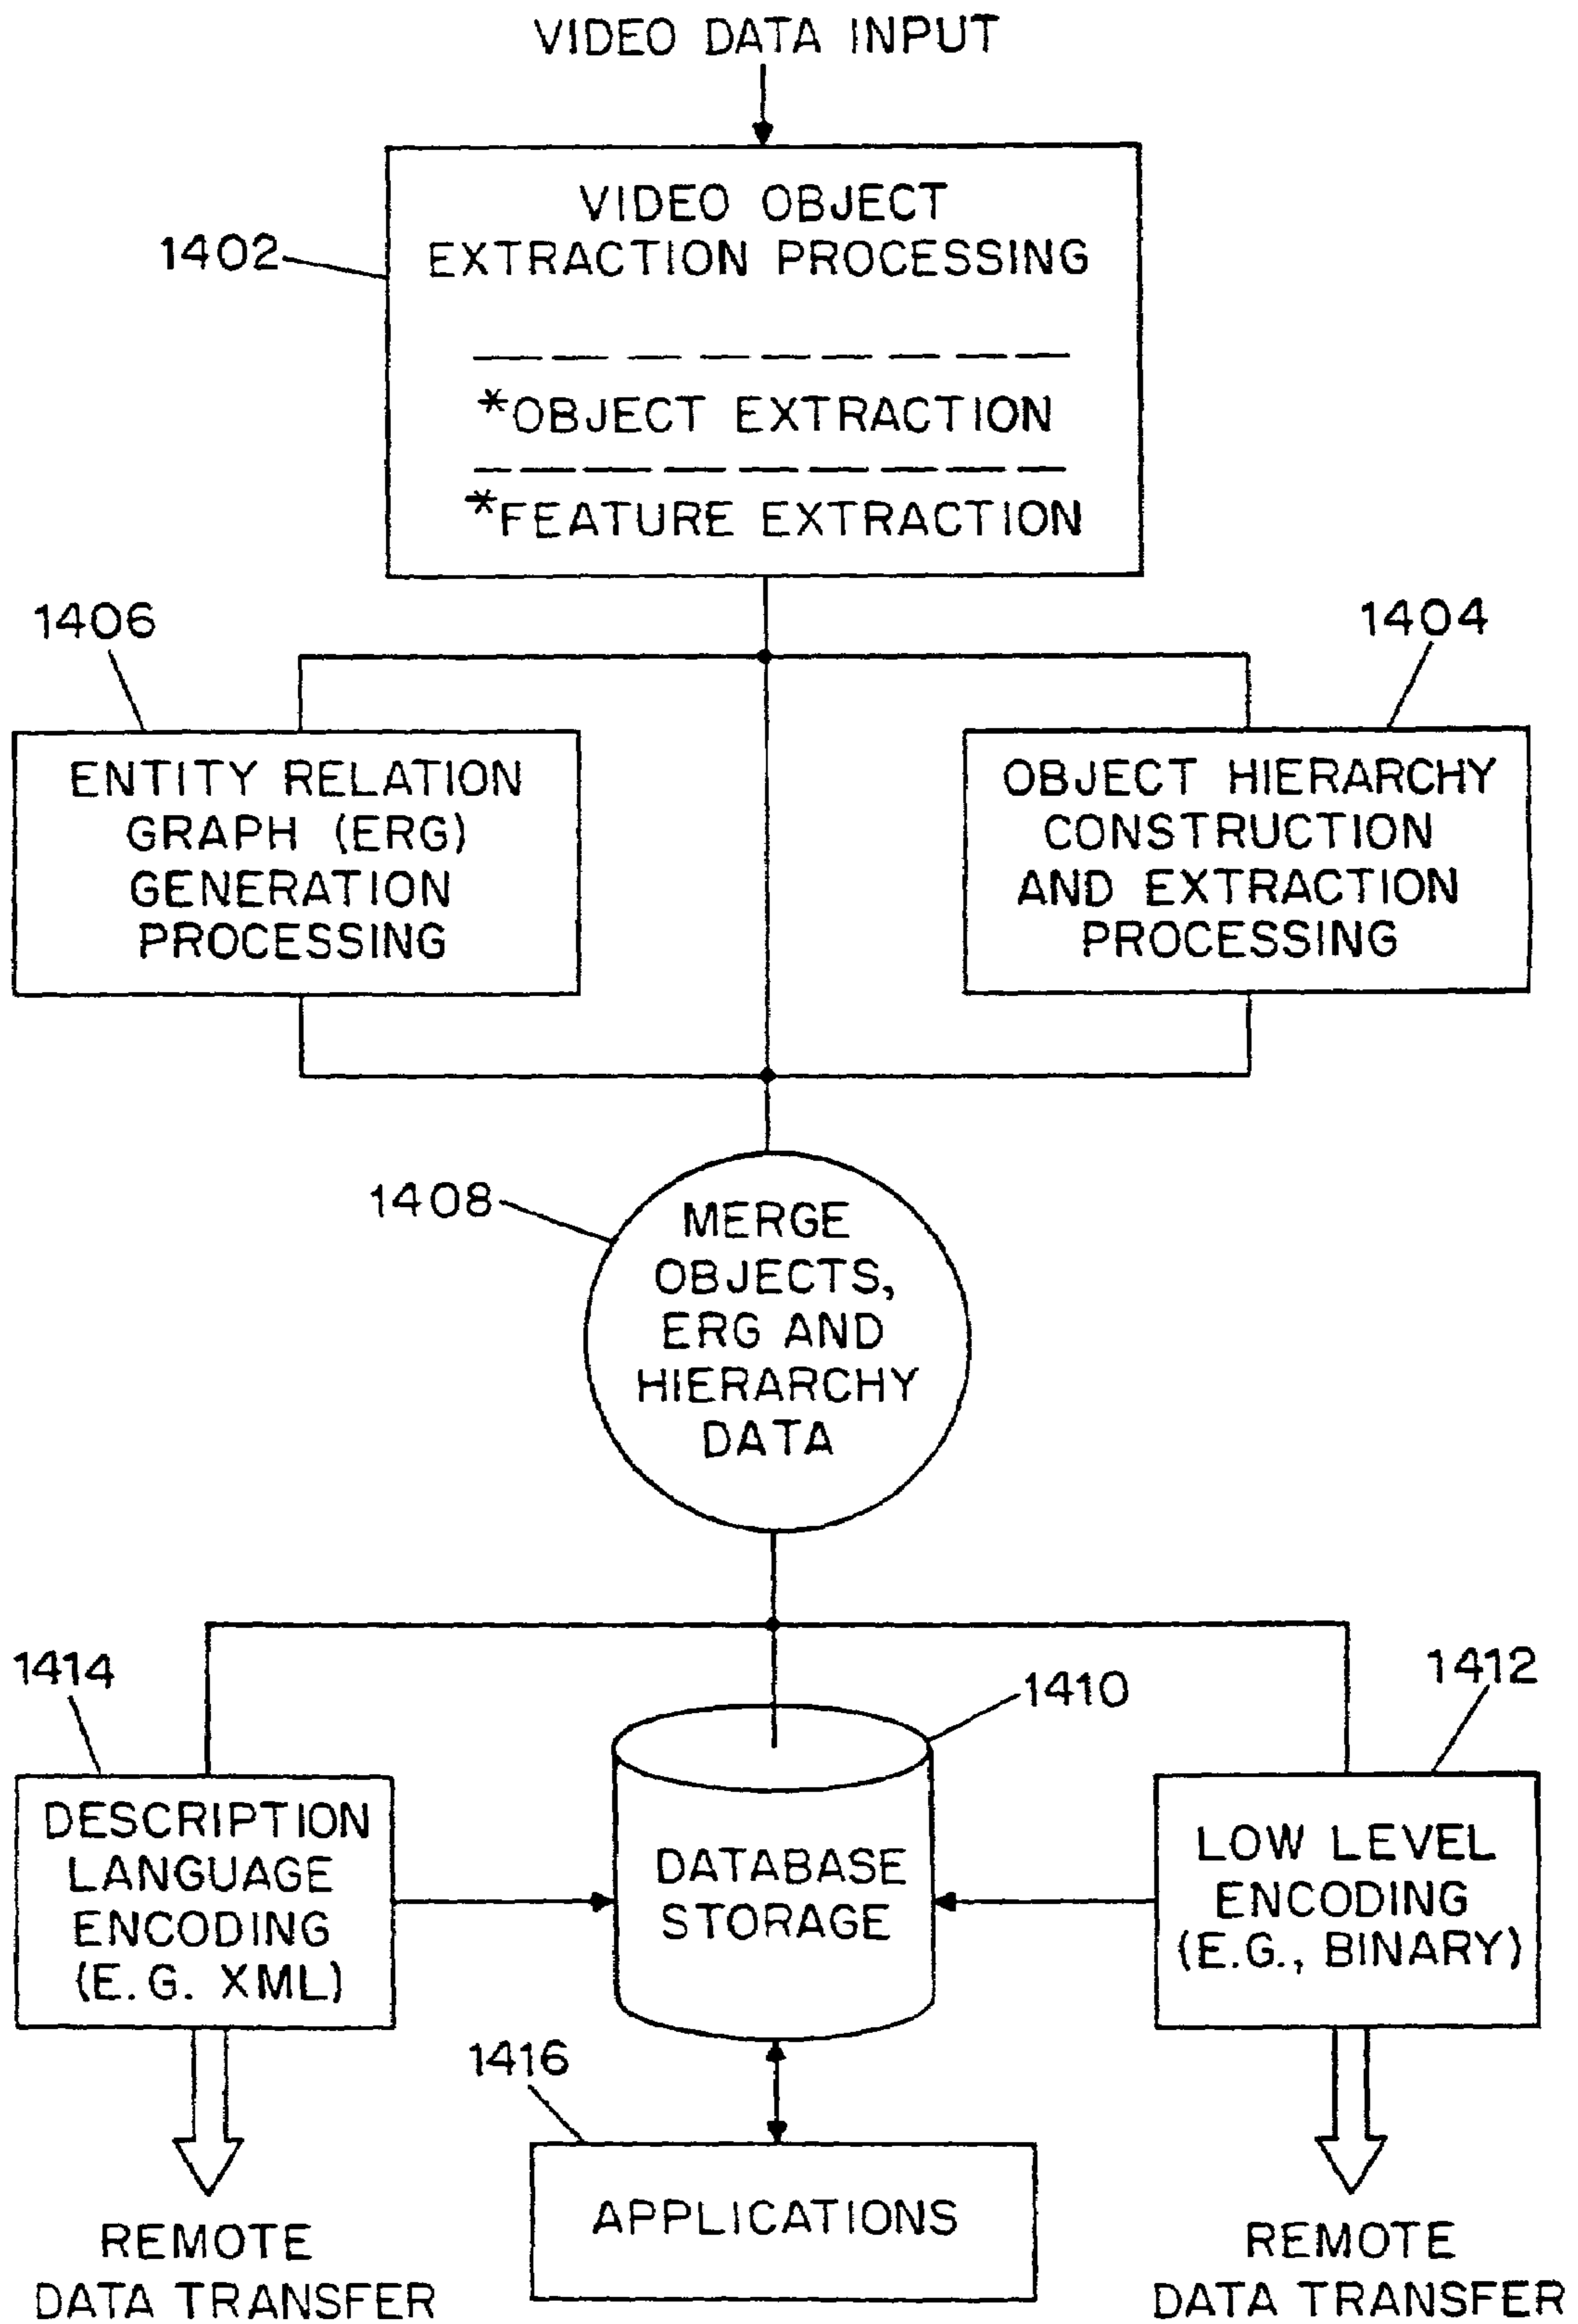 VIDEO DATA INPUT
VIDEO OBJECT
EXTRACTION PROCESSING
1402
*OBJECT EXTRACTION
*FEATURE EXTRACTION
1406
1404
ENTITY RELATION
GRAPH (ERG)
GENERATION
PROCESSING
OBJECT HIERARCHY
CONSTRUCTION
AND EXTRACTION
PROCESSING
1408
MERGE
OBJECTS,
ERG AND
HIERARCHY
DATA
1414
1410
1412
DESCRIPTION
LANGUAGE
ENCODING
(E.G. XML)
DATABASE
STORAGE
LOW LEVEL
ENCODING
(E.G., BINARY)
1416
APPLICATIONS
REMOTE
DATA TRANSFER
REMOTE
DATA TRANSFER